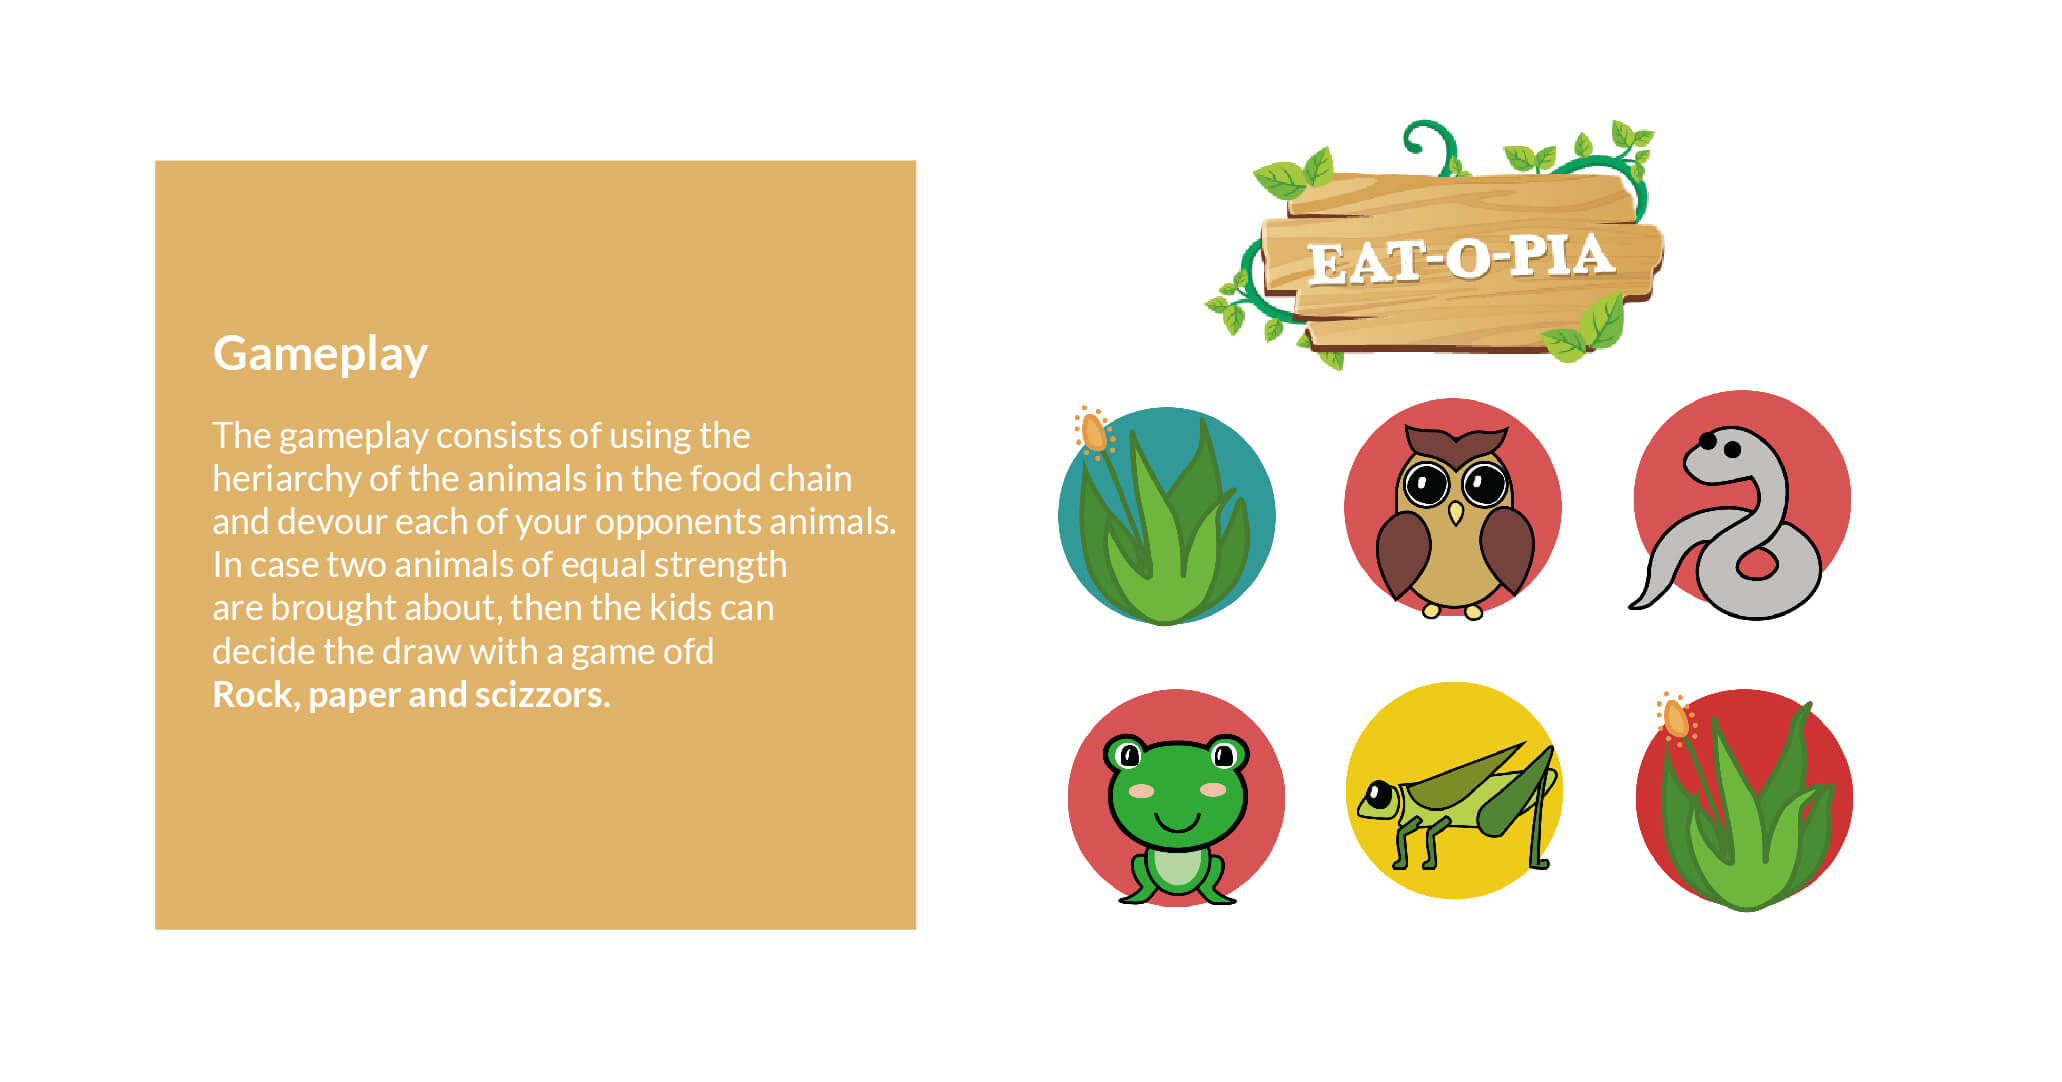 Gameplay
The gameplay consists of using the
heriarchy of the animals in the food chain
and devour each of your opponents animals.
In case two animals of equal strength
are brought about, then the kids can
decide the draw with a game ofd
Rock, paper and scizzors.
EAT-O-PIA